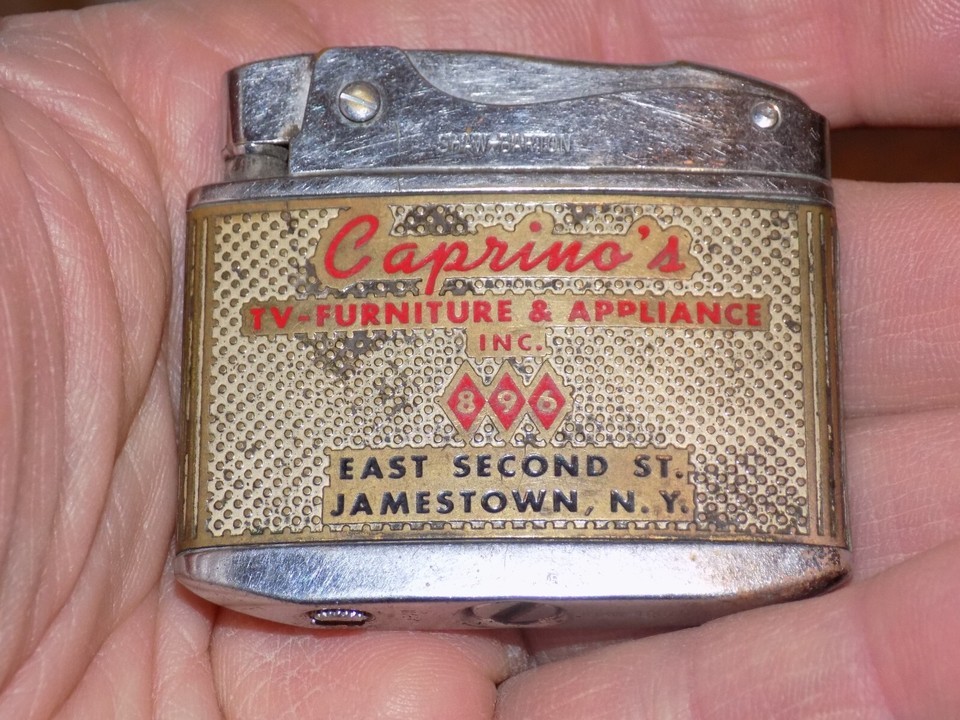 SHAW-BARTON
Caprino's
TV-FURNITURE & APPLIANCE
INC.
896
EAST SECOND ST.
JAMESTOWN, N.Y.